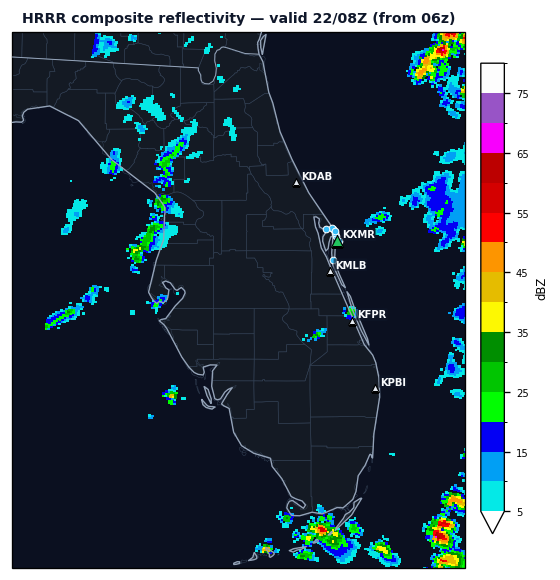 HRRR composite reflectivity — valid 22/08Z (from 06z)
KDAB
KXMR
KMLB
KFPR
KPBI
75
65
55
45
35
25
15
5
dBZ